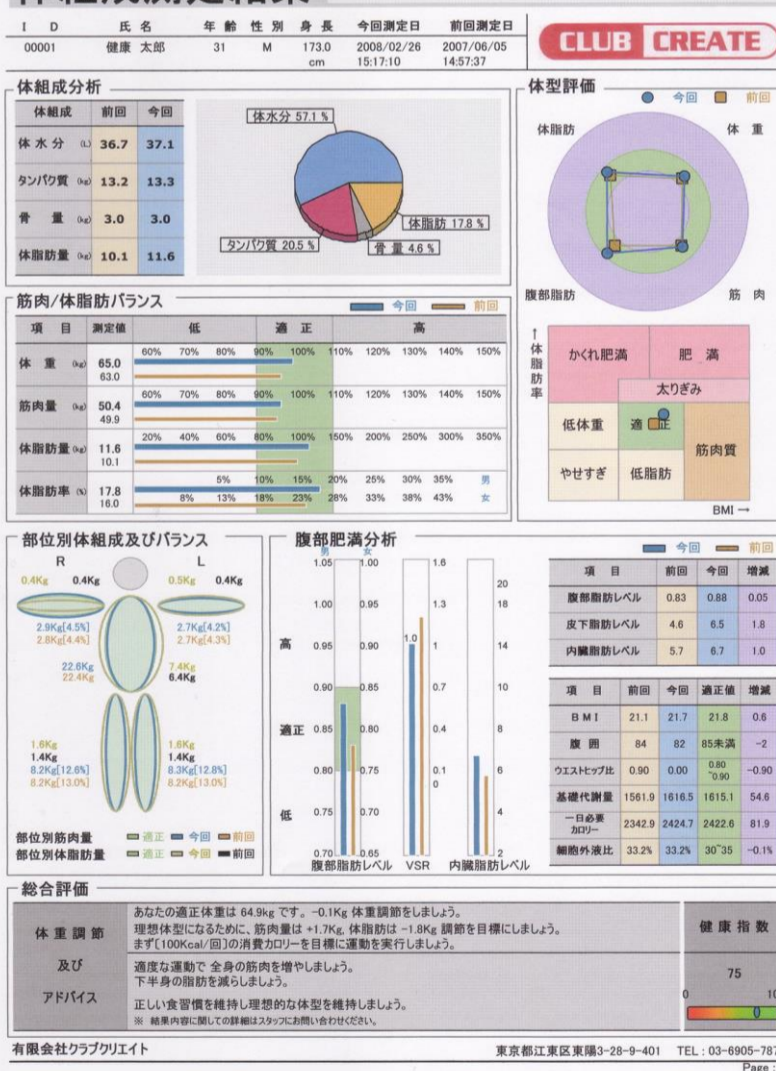 I D 氏 名 年 齢 性 別 身 長 今回測定日 前回測定日
00001 健康 太郎 31 M 173.0 2008/02/26 2007/06/05
cm 15:17:10 14:57:37
CLUB CREATE
体組成分析
体組成 前回 今回
体 水 分 (L) 36.7 37.1
タンパク質 (kg) 13.2 13.3
骨 量 (kg) 3.0 3.0
体脂肪量 (kg) 10.1 11.6
体水分 57.1 %
体脂肪 17.8 %
タンパク質 20.5 %
骨 量 4.6 %
体型評価
今回 前回
体脂肪 体 重
腹部脂肪 筋 肉
筋肉/体脂肪バランス
今回 前回
項 目 測定値 低 適 正 高
60% 70% 80% 90% 100% 110% 120% 130% 140% 150%
体 重 (kg) 65.0
63.0
60% 70% 80% 90% 100% 110% 120% 130% 140% 150%
筋肉量 (kg) 50.4
49.9
20% 40% 60% 80% 100% 150% 200% 250% 300% 350%
体脂肪量(kg) 11.6
10.1
5% 10% 15% 20% 25% 30% 35% 男
体脂肪率 (%) 17.8
16.0
8% 13% 18% 23% 28% 33% 38% 43% 女
↑体脂肪率
かくれ肥満 肥 満
太りぎみ
低体重 適 正 筋肉質
やせすぎ 低脂肪
BMI →
部位別体組成及びバランス
R L
0.4Kg 0.4Kg 0.5Kg 0.4Kg
2.9Kg[4.5%] 2.7Kg[4.2%]
2.8Kg[4.4%] 2.7Kg[4.3%]
22.6Kg 7.4Kg
22.4Kg 6.4Kg
1.6Kg 1.6Kg
1.4Kg 1.4Kg
8.2Kg[12.6%] 8.3Kg[12.8%]
8.2Kg[13.0%] 8.2Kg[13.0%]
部位別筋肉量 適正 今回 前回
部位別体脂肪量 適正 今回 前回
腹部肥満分析
男 女
1.05 1.00 1.6
20
1.00 0.95 1.3 18
高 0.95 0.90 1.0 1 14
0.90 0.85 0.7 10
適正 0.85 0.80 0.4 8
0.80 0.75 0.1 6
0
低 0.75 0.70 4
0.70 0.65 2
腹部脂肪レベル VSR 内臓脂肪レベル
今回 前回
項 目 前回 今回 増減
腹部脂肪レベル 0.83 0.88 0.05
皮下脂肪レベル 4.6 6.5 1.8
内臓脂肪レベル 5.7 6.7 1.0
項 目 前回 今回 適正値 増減
B M I 21.1 21.7 21.8 0.6
腹 囲 84 82 85未満 -2
ウエストヒップ比 0.90 0.00 0.80~0.90 -0.90
基礎代謝量 1561.9 1616.5 1615.1 54.6
一日必要カロリー 2342.9 2424.7 2422.6 81.9
細胞外液比 33.2% 33.2% 30~35 -0.1%
総合評価
体 重 調 節
及び
アドバイス
あなたの適正体重は 64.9kg です。 -0.1Kg 体重調節をしましょう。
理想体型になるために、筋肉量は +1.7Kg, 体脂肪は -1.8Kg 調節を目標にしましょう。
まず[100Kcal/回]の消費カロリーを目標に運動を実行しましょう。
適度な運動で 全身の筋肉を増やしましょう。
下半身の脂肪を減らしましょう。
正しい食習慣を維持し理想的な体型を維持しましょう。
※ 結果内容に関しての詳細はスタッフにお問い合わせください。
健 康 指 数
75
0 10
有限会社クラブクリエイト 東京都江東区東陽3-28-9-401 TEL : 03-6905-787
Page :